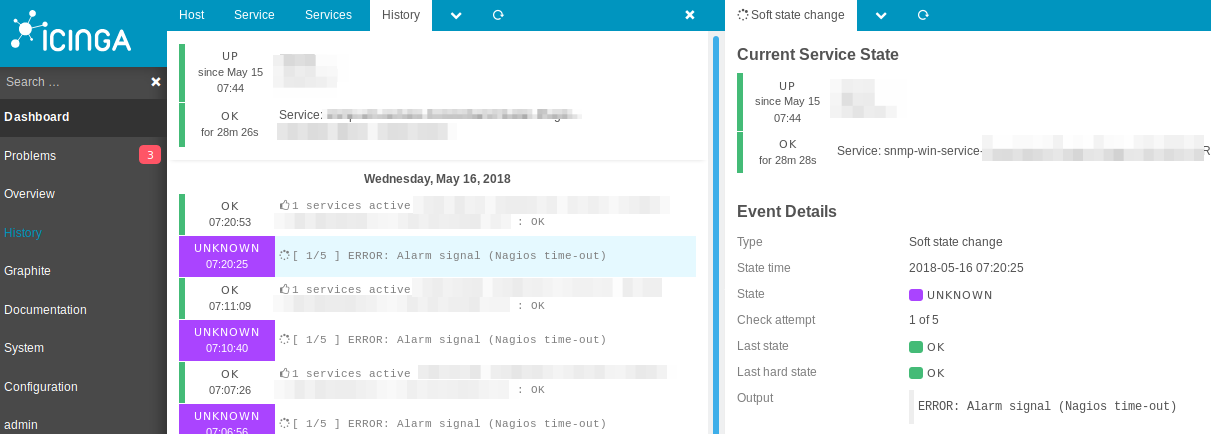 Host Service Services History
Soft state change
ICINGA
Search ...
Dashboard
Problems 3
Overview
History
Graphite
Documentation
System
Configuration
admin
UP
since May 15
07:44
OK
for 28m 26s
Service:
Wednesday, May 16, 2018
OK
07:20:53
1 services active
: OK
UNKNOWN
07:20:25
[ 1/5 ] ERROR: Alarm signal (Nagios time-out)
OK
07:11:09
1 services active
: OK
UNKNOWN
07:10:40
[ 1/5 ] ERROR: Alarm signal (Nagios time-out)
OK
07:07:26
1 services active
: OK
UNKNOWN
07:06:56
[ 1/5 ] ERROR: Alarm signal (Nagios time-out)
Current Service State
UP
since May 15
07:44
OK
for 28m 28s
Service: snmp-win-service-
Event Details
Type Soft state change
State time 2018-05-16 07:20:25
State UNKNOWN
Check attempt 1 of 5
Last state OK
Last hard state OK
Output ERROR: Alarm signal (Nagios time-out)